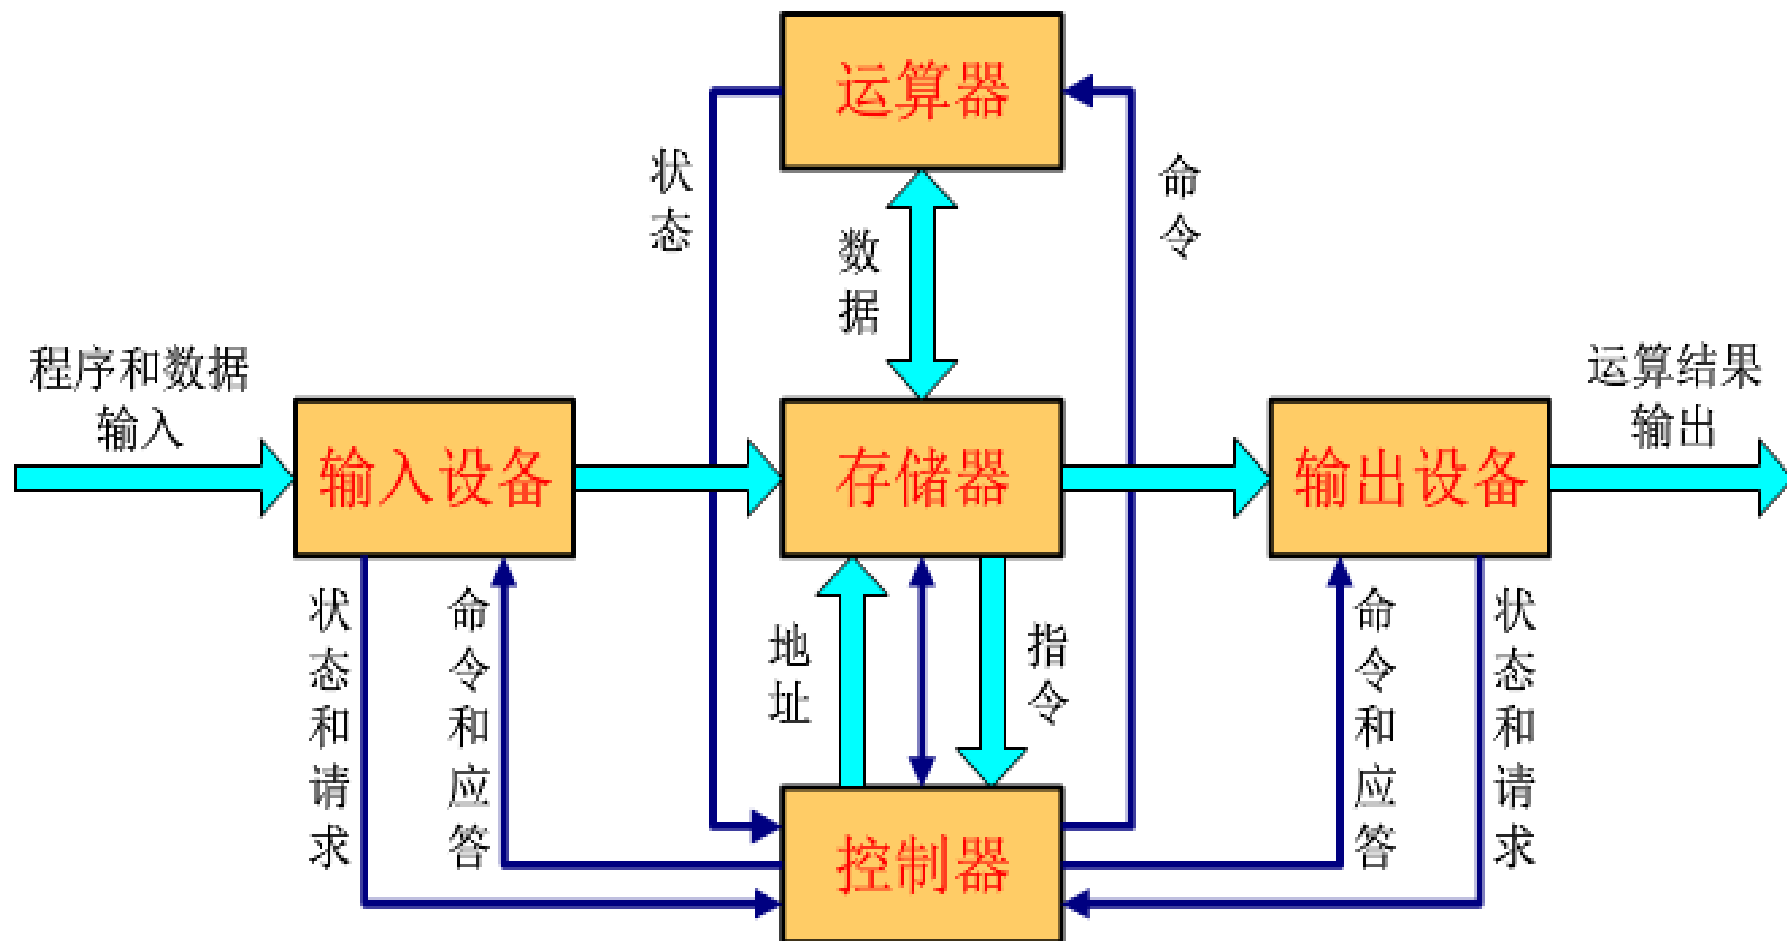 运算器
状态
命令
数据
程序和数据
输入
运算结果
输出
输入设备
存储器
输出设备
状态和请求
命令和应答
地址
指令
命令和应答
状态和请求
控制器